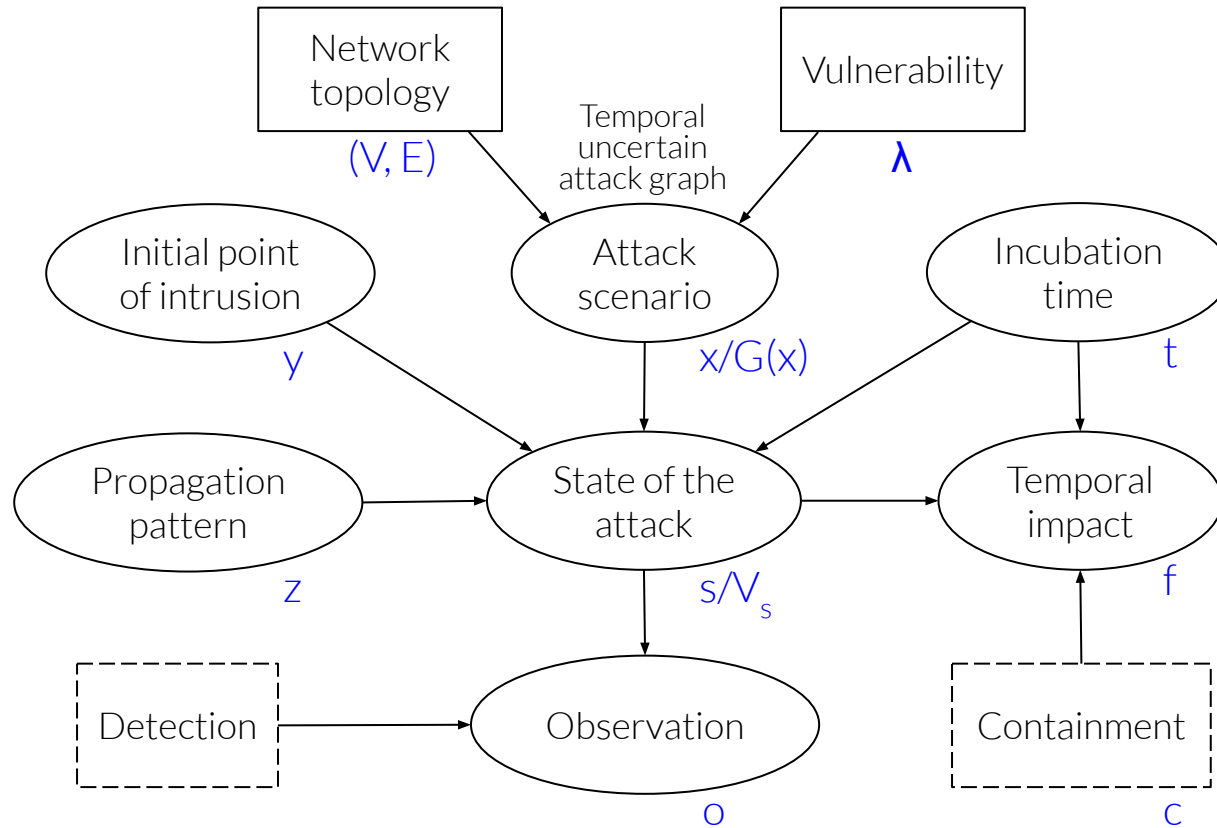 Network
topology
(V, E)
Vulnerability
λ
Temporal
uncertain
attack graph
Initial point
of intrusion
y
Attack
scenario
x/G(x)
Incubation
time
t
Propagation
pattern
z
State of the
attack
s/Vₛ
Temporal
impact
f
Detection
Observation
o
Containment
c